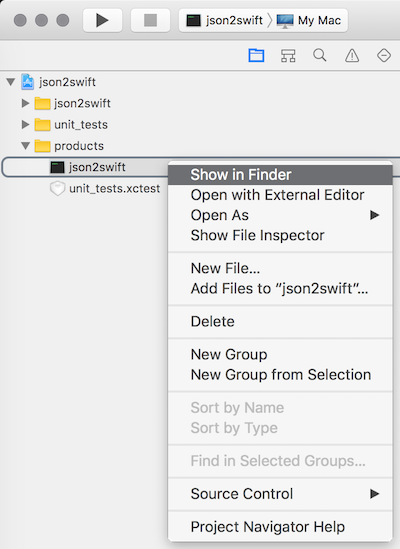 json2swift My Mac
json2swift
json2swift
unit_tests
products
json2swift
unit_tests.xctest
Show in Finder
Open with External Editor
Open As
Show File Inspector
New File...
Add Files to “json2swift”...
Delete
New Group
New Group from Selection
Sort by Name
Sort by Type
Find in Selected Groups...
Source Control
Project Navigator Help